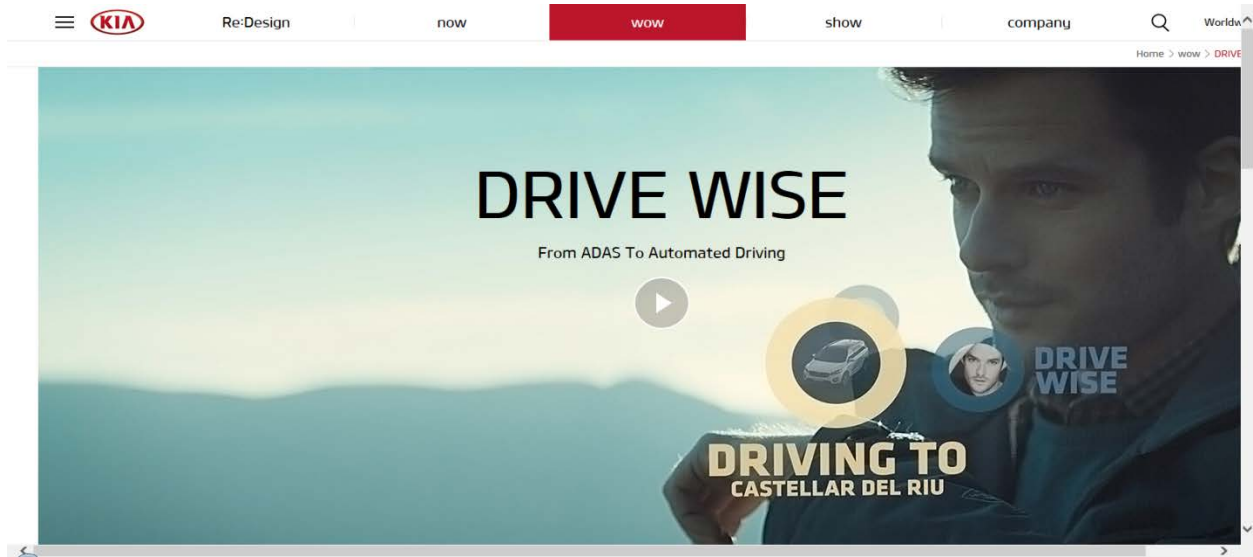 KIA Re:Design now wow show company Worldw
Home > wow > DRIVE
DRIVE WISE
From ADAS To Automated Driving
DRIVE
WISE
DRIVING TO
CASTELLAR DEL RIU